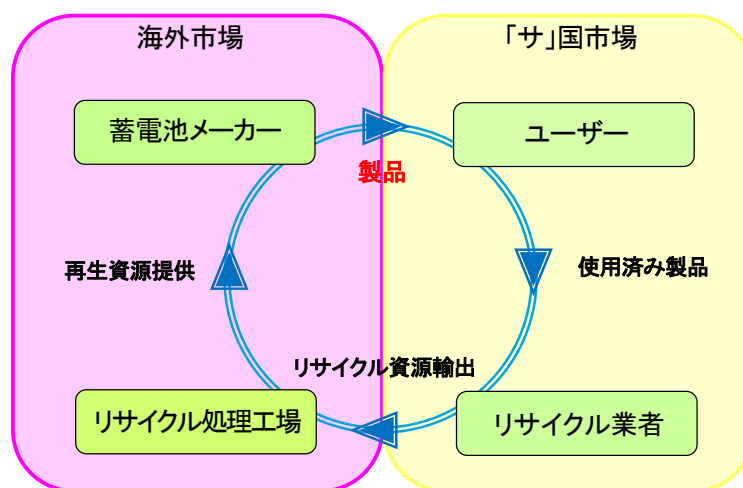 海外市場
「サ」国市場
蓄電池メーカー
ユーザー
製品
再生資源提供
使用済み製品
リサイクル資源輸出
リサイクル処理工場
リサイクル業者